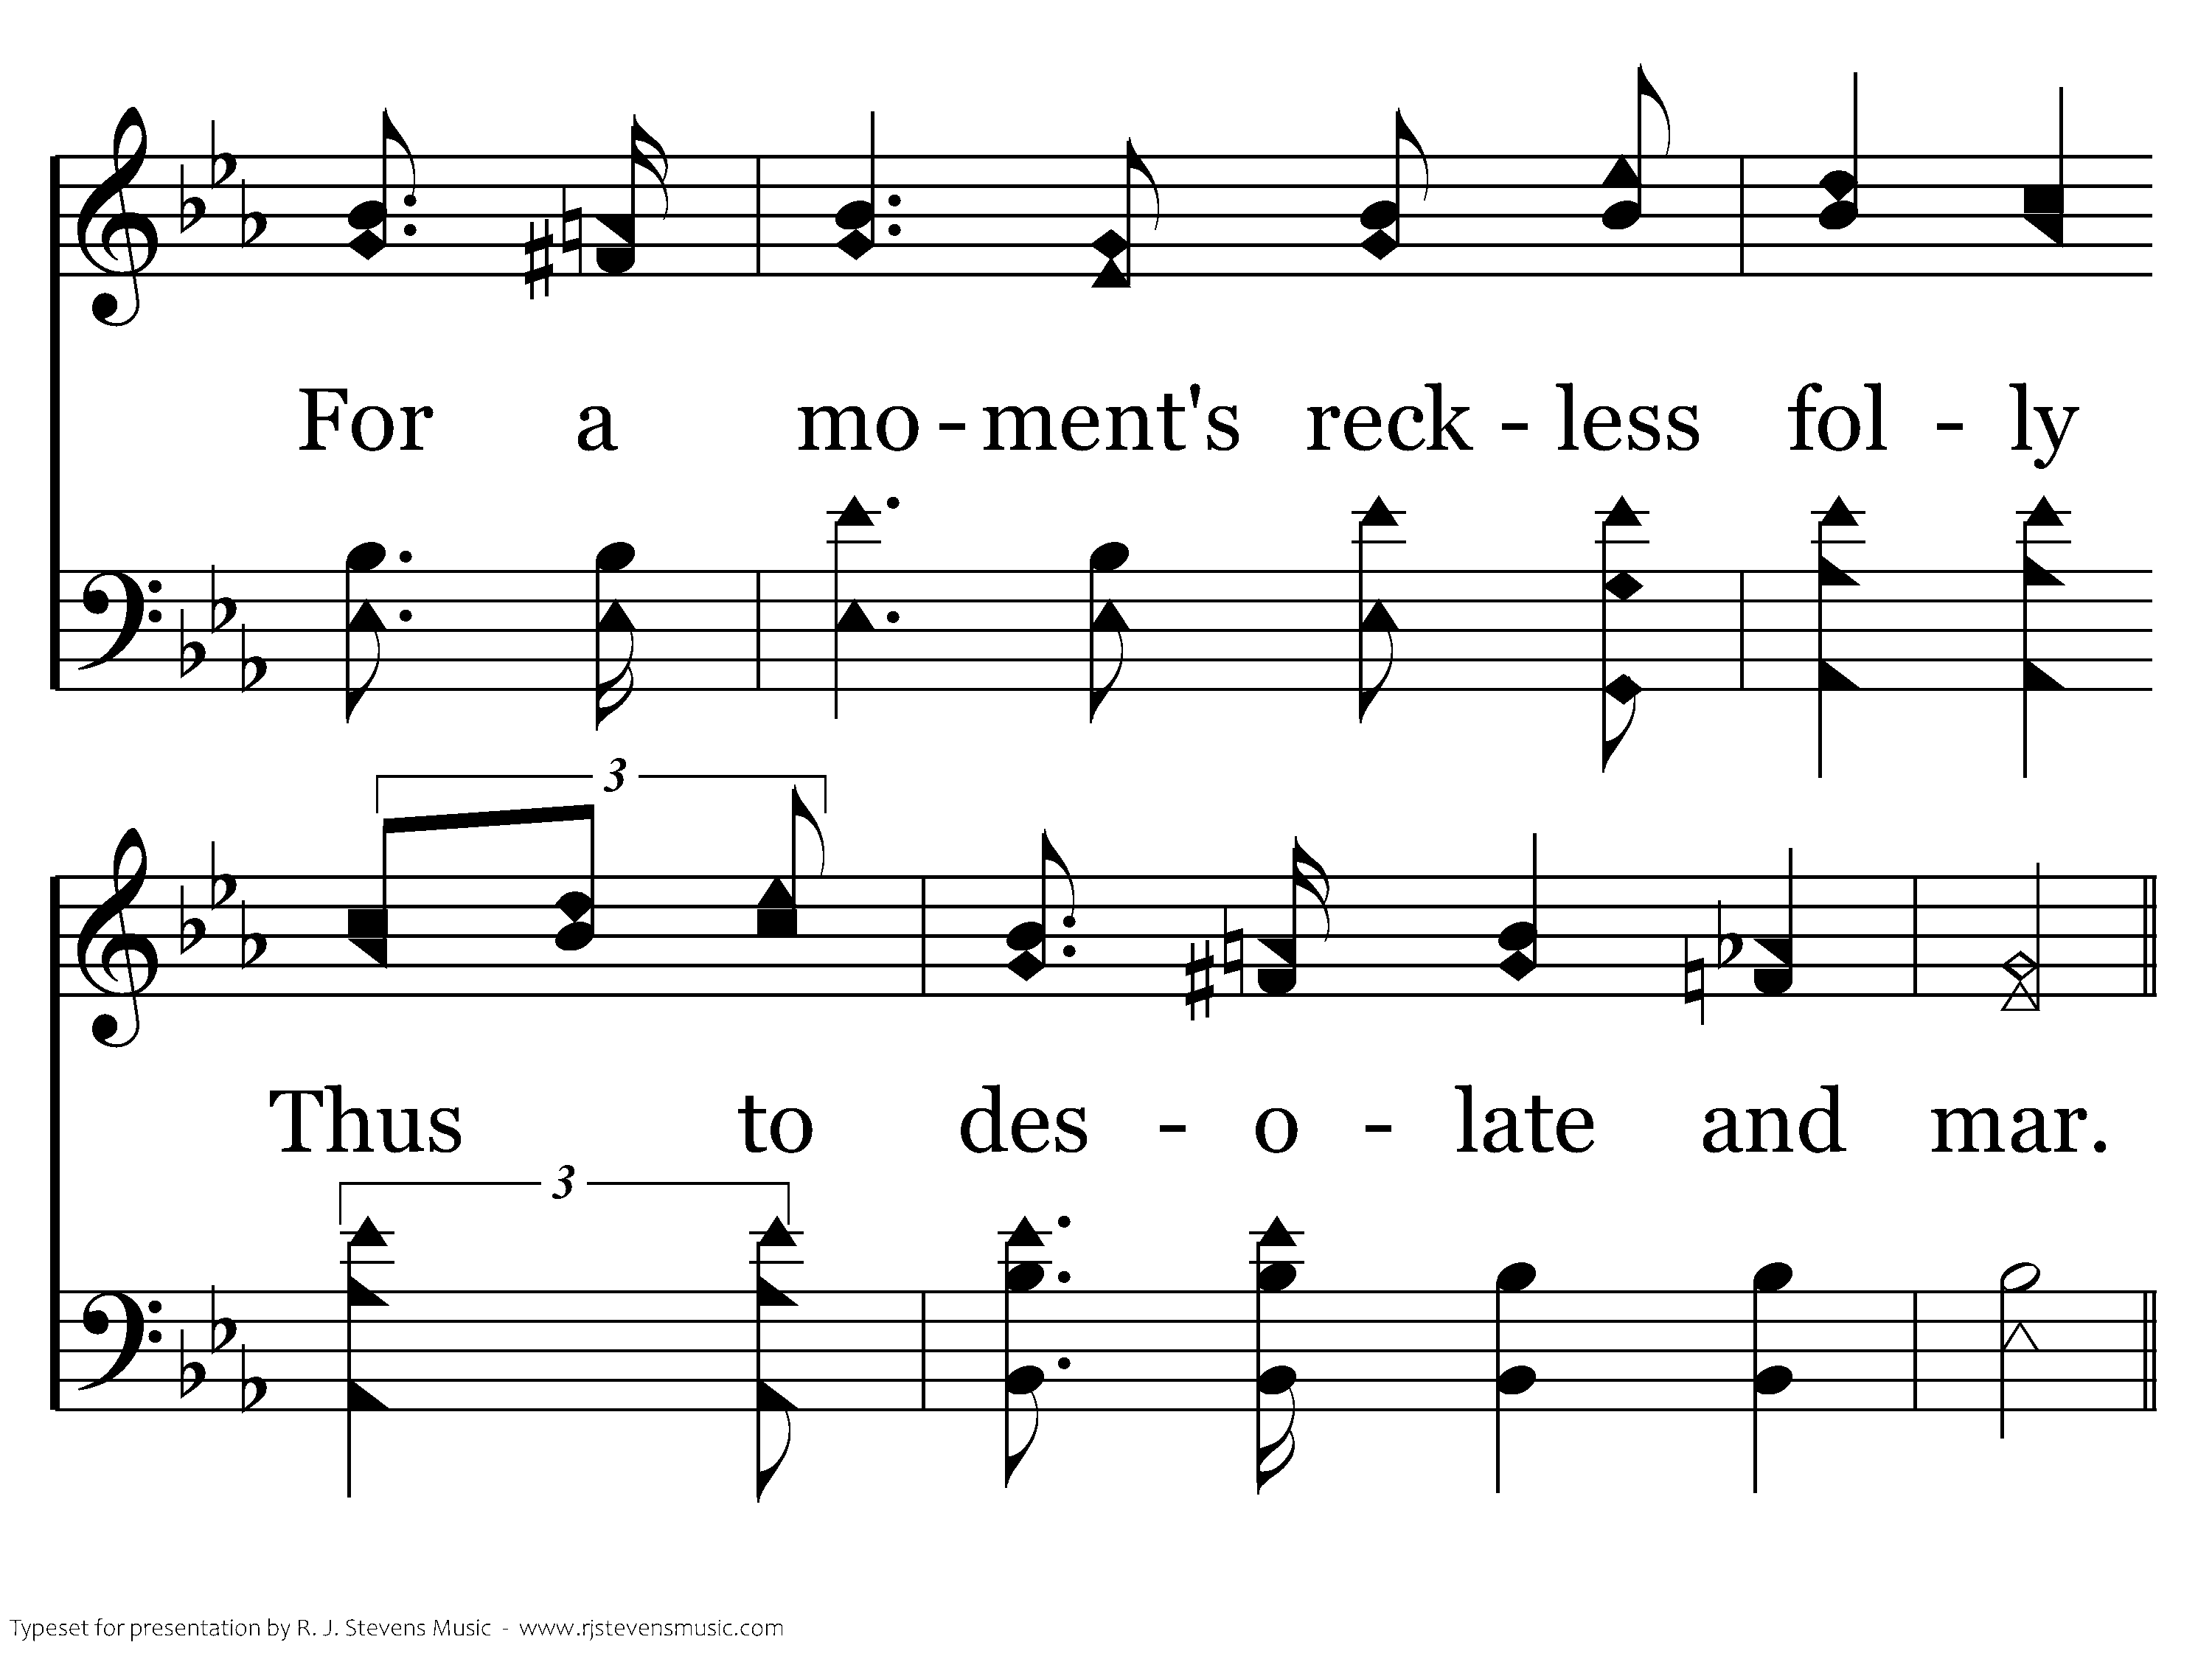 For a mo - ment's reck - less fol - ly
3
Thus to des - o - late and mar.
3
Typeset for presentation by R. J. Stevens Music - www.rjstevensmusic.com